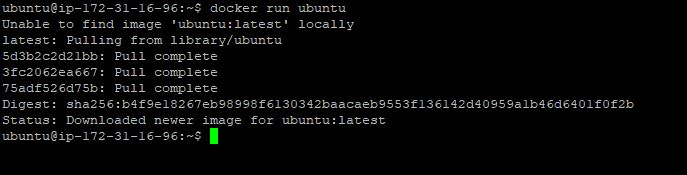 ubuntu@ip-172-31-16-96:~$ docker run ubuntu
Unable to find image 'ubuntu:latest' locally
latest: Pulling from library/ubuntu
5d3b2c2d21bb: Pull complete
3fc2062ea667: Pull complete
75adf526d75b: Pull complete
Digest: sha256:b4f9e18267eb98998f6130342baacaeb9553f136142d40959a1b46d6401f0f2b
Status: Downloaded newer image for ubuntu:latest
ubuntu@ip-172-31-16-96:~$